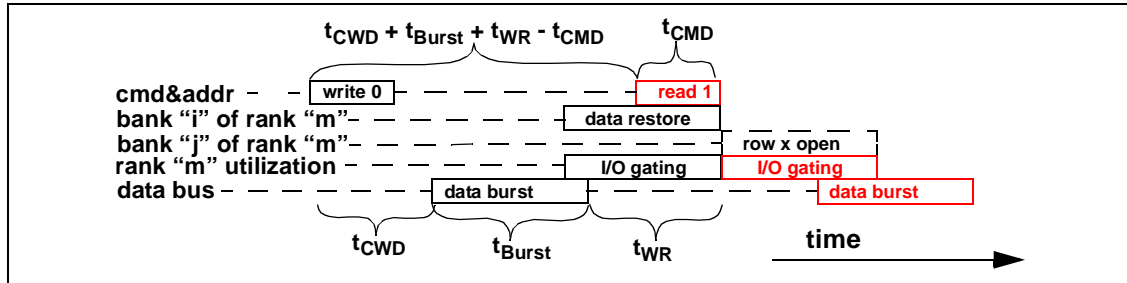 tCWD + tBurst + tWR - tCMD tCMD
cmd&addr write 0 read 1
bank “i” of rank “m” data restore
bank “j” of rank “m” row x open
rank “m” utilization I/O gating I/O gating
data bus data burst data burst
tCWD tBurst tWR time